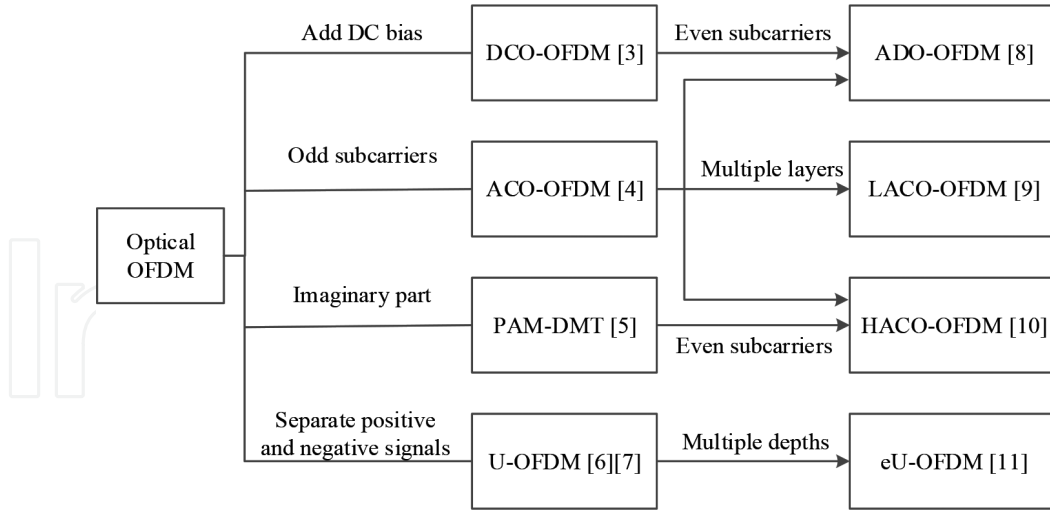 Add DC bias
DCO-OFDM [3]
Even subcarriers
ADO-OFDM [8]
Odd subcarriers
ACO-OFDM [4]
Multiple layers
LACO-OFDM [9]
Optical
OFDM
Imaginary part
PAM-DMT [5]
Even subcarriers
HACO-OFDM [10]
Separate positive
and negative signals
U-OFDM [6][7]
Multiple depths
eU-OFDM [11]